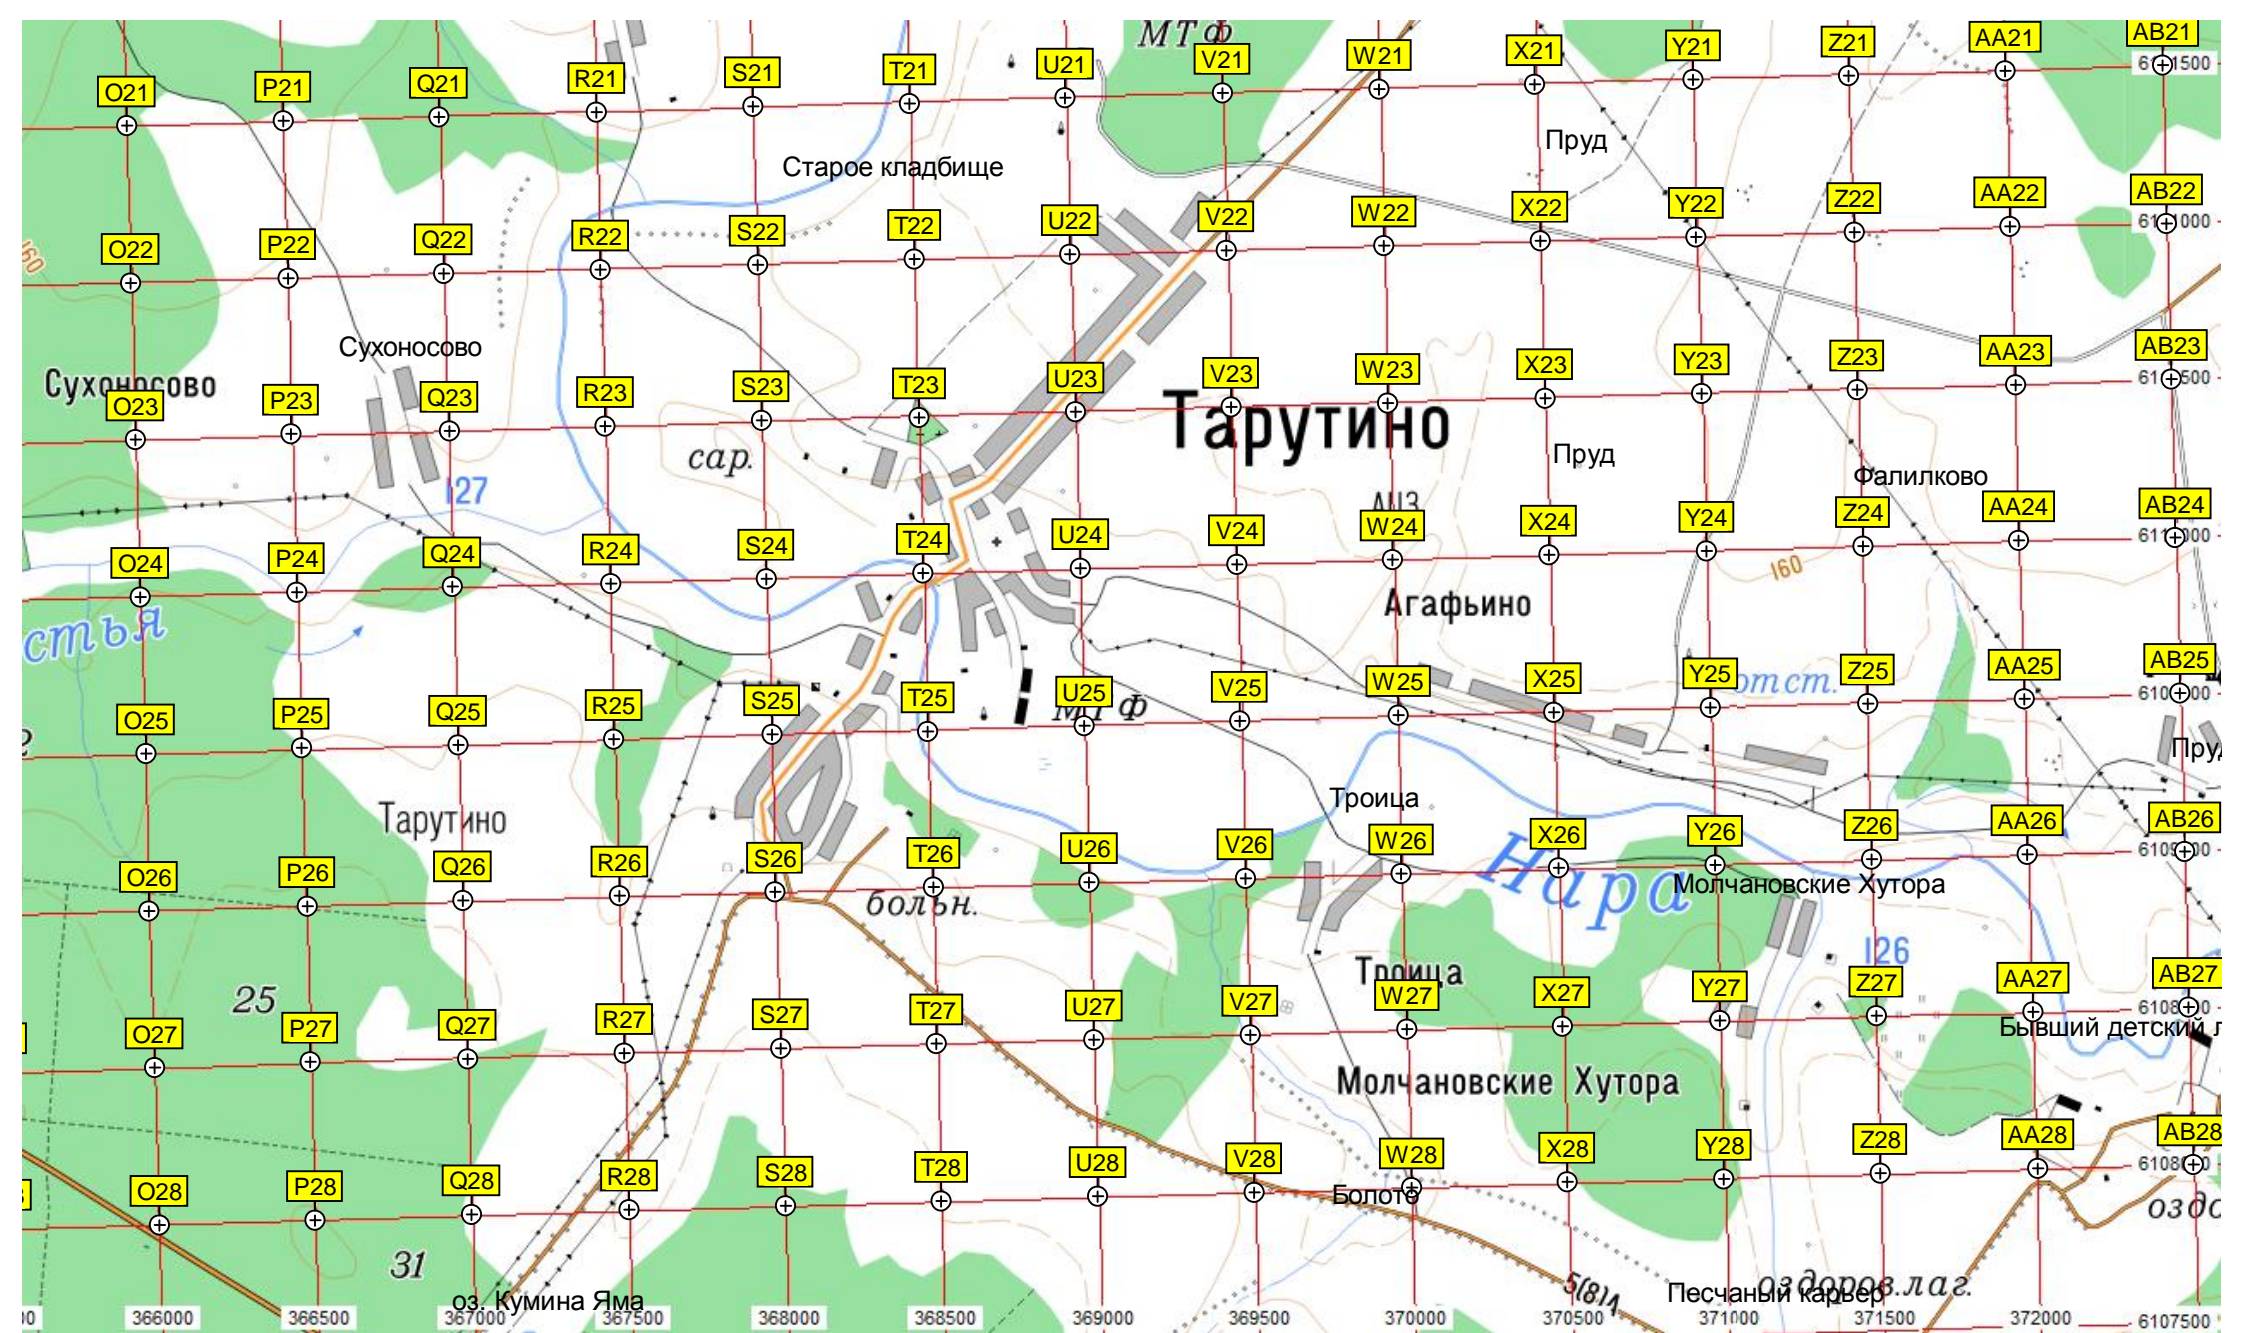 МТФ
O21 P21 Q21 R21 S21 T21 U21 V21 W21 X21 Y21 Z21 AA21 AB21
Пруд
Старое кладбище
O22 P22 Q22 R22 S22 T22 U22 V22 W22 X22 Y22 Z22 AA22 AB22
160
Сухоносово
Сухоносово
O23 P23 Q23 R23 S23 T23 U23 V23 W23 X23 Y23 Z23 AA23 AB23
Тарутино
сар.
Пруд
Фалилково
127
O24 P24 Q24 R24 S24 T24 U24 V24 W24 X24 Y24 Z24 AA24 AB24
160
Агафьино
стья
отст.
O25 P25 Q25 R25 S25 T25 U25 V25 W25 X25 Y25 Z25 AA25 AB25
МТФ
Троица
Тарутино
O26 P26 Q26 R26 S26 T26 U26 V26 W26 X26 Y26 Z26 AA26 AB26
Нара
Молчановские Хутора
больн.
126
Троица
25
O27 P27 Q27 R27 S27 T27 U27 V27 W27 X27 Y27 Z27 AA27 AB27
Бывший детский
Молчановские Хутора
O28 P28 Q28 R28 S28 T28 U28 V28 W28 X28 Y28 Z28 AA28 AB28
Болото
31
5(8)
оз. Кумина Яма
Песчаный карьер
оздоров.лаг.
366000 366500 367000 367500 368000 368500 369000 369500 370000 370500 371000 371500 372000 6107500